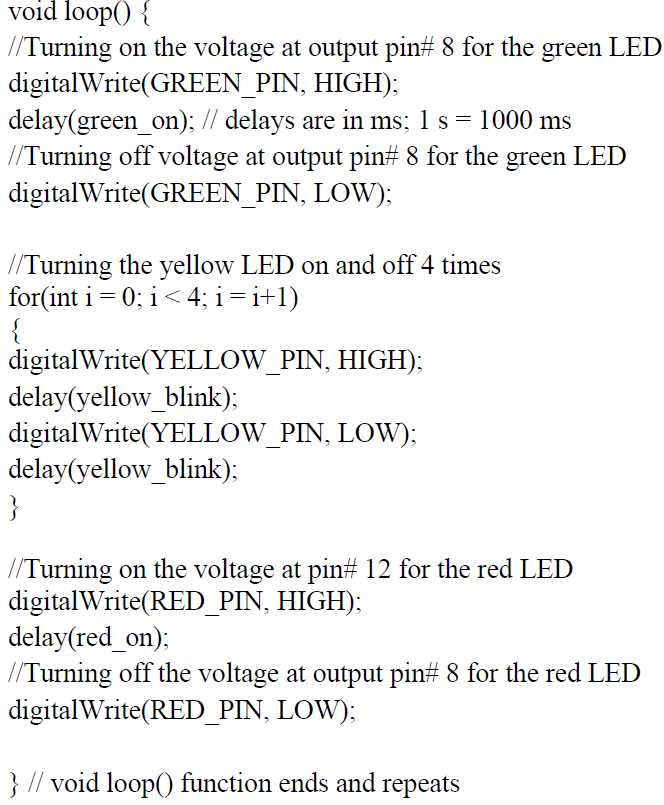 void loop() {
//Turning on the voltage at output pin# 8 for the green LED
digitalWrite(GREEN_PIN, HIGH);
delay(green_on); // delays are in ms; 1 s = 1000 ms
//Turning off voltage at output pin# 8 for the green LED
digitalWrite(GREEN_PIN, LOW);
//Turning the yellow LED on and off 4 times
for(int i = 0; i < 4; i = i+1)
{
digitalWrite(YELLOW_PIN, HIGH);
delay(yellow_blink);
digitalWrite(YELLOW_PIN, LOW);
delay(yellow_blink);
}
//Turning on the voltage at pin# 12 for the red LED
digitalWrite(RED_PIN, HIGH);
delay(red_on);
//Turning off the voltage at output pin# 8 for the red LED
digitalWrite(RED_PIN, LOW);
} // void loop() function ends and repeats